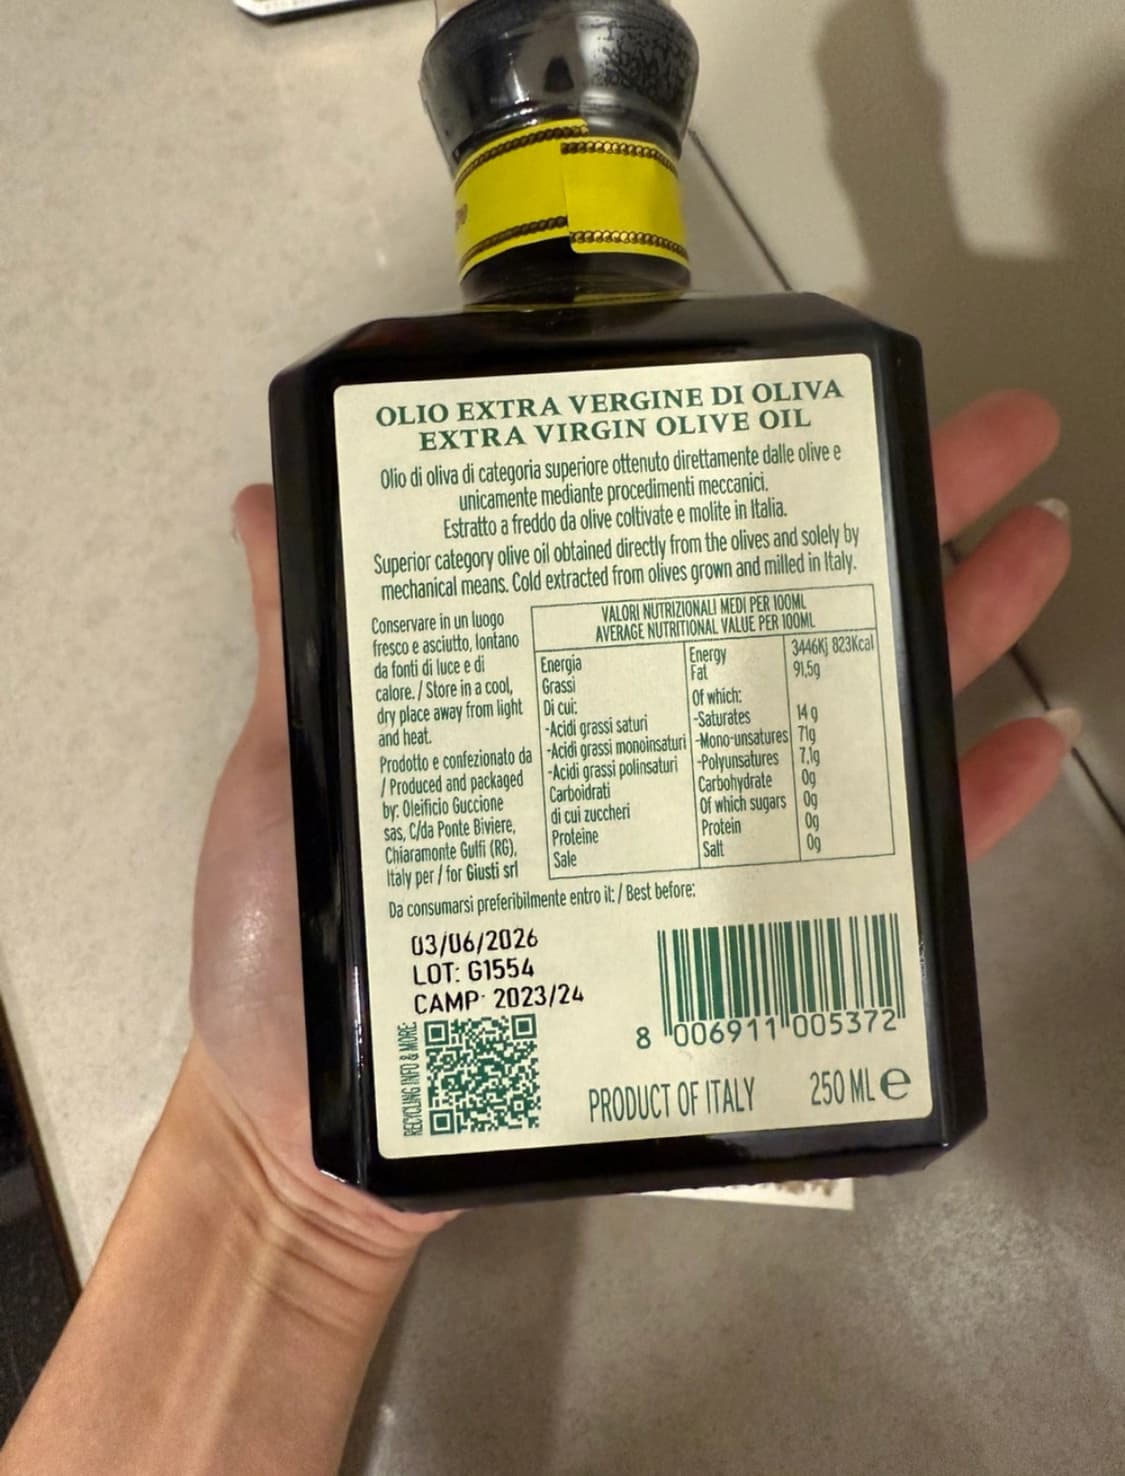 OLIO EXTRA VERGINE DI OLIVA
EXTRA VIRGIN OLIVE OIL
Olio di oliva di categoria superiore ottenuto direttamente dalle olive e
unicamente mediante procedimenti meccanici.
Estratto a freddo da olive coltivate e molite in Italia.
Superior category olive oil obtained directly from the olives and solely by
mechanical means. Cold extracted from olives grown and milled in Italy.
Conservare in un luogo
fresco e asciutto, lontano
da fonti di luce e di
calore. / Store in a cool,
dry place away from light
and heat.
Prodotto e confezionato da
/ Produced and packaged
by: Oleificio Guccione
sas, C/da Ponte Biviere,
Chiaramonte Gulfi (RG),
Italy per / for Giusti srl
VALORI NUTRIZIONALI MEDI PER 100ML
AVERAGE NUTRITIONAL VALUE PER 100ML
Energia Energy 3446Kj 823Kcal
Grassi Fat 91,5g
Di cui: Of which:
-Acidi grassi saturi -Saturates 14 g
-Acidi grassi monoinsaturi -Mono-unsatures 71g
-Acidi grassi polinsaturi -Polyunsatures 7,1g
Carboidrati Carbohydrate 0g
di cui zuccheri Of which sugars 0g
Proteine Protein 0g
Sale Salt 0g
Da consumarsi preferibilmente entro il: / Best before:
03/06/2026
LOT: G1554
CAMP: 2023/24
RECYCLING INFO & MORE:
8 006911 005372
PRODUCT OF ITALY 250 ML e